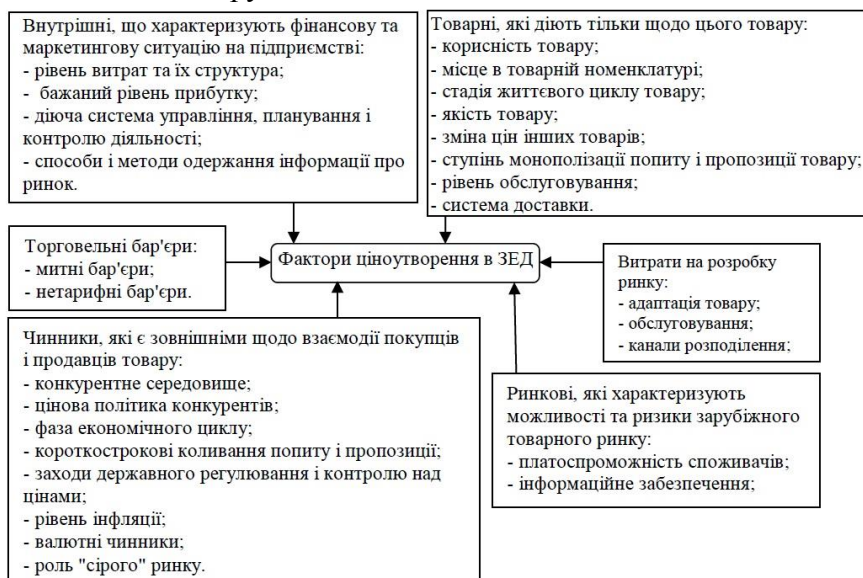 Внутрішні, що характеризують фінансову та
маркетингову ситуацію на підприємстві:
- рівень витрат та їх структура;
- бажаний рівень прибутку;
- діюча система управління, планування і
контролю діяльності;
- способи і методи одержання інформації про
ринок.
Товарні, які діють тільки щодо цього товару:
- корисність товару;
- місце в товарній номенклатурі;
- стадія життєвого циклу товару;
- якість товару;
- зміна цін інших товарів;
- ступінь монополізації попиту і пропозиції товару;
- рівень обслуговування;
- система доставки.
Торговельні бар'єри:
- митні бар'єри;
- нетарифні бар'єри.
Фактори ціноутворення в ЗЕД
Витрати на розробку
ринку:
- адаптація товару;
- обслуговування;
- канали розподілення;
Чинники, які є зовнішніми щодо взаємодії покупців
і продавців товару:
- конкурентне середовище;
- цінова політика конкурентів;
- фаза економічного циклу;
- короткострокові коливання попиту і пропозиції;
- заходи державного регулювання і контролю над
цінами;
- рівень інфляції;
- валютні чинники;
- роль "сірого" ринку.
Ринкові, які характеризують
можливості та ризики зарубіжного
товарного ринку:
- платоспроможність споживачів;
- інформаційне забезпечення;